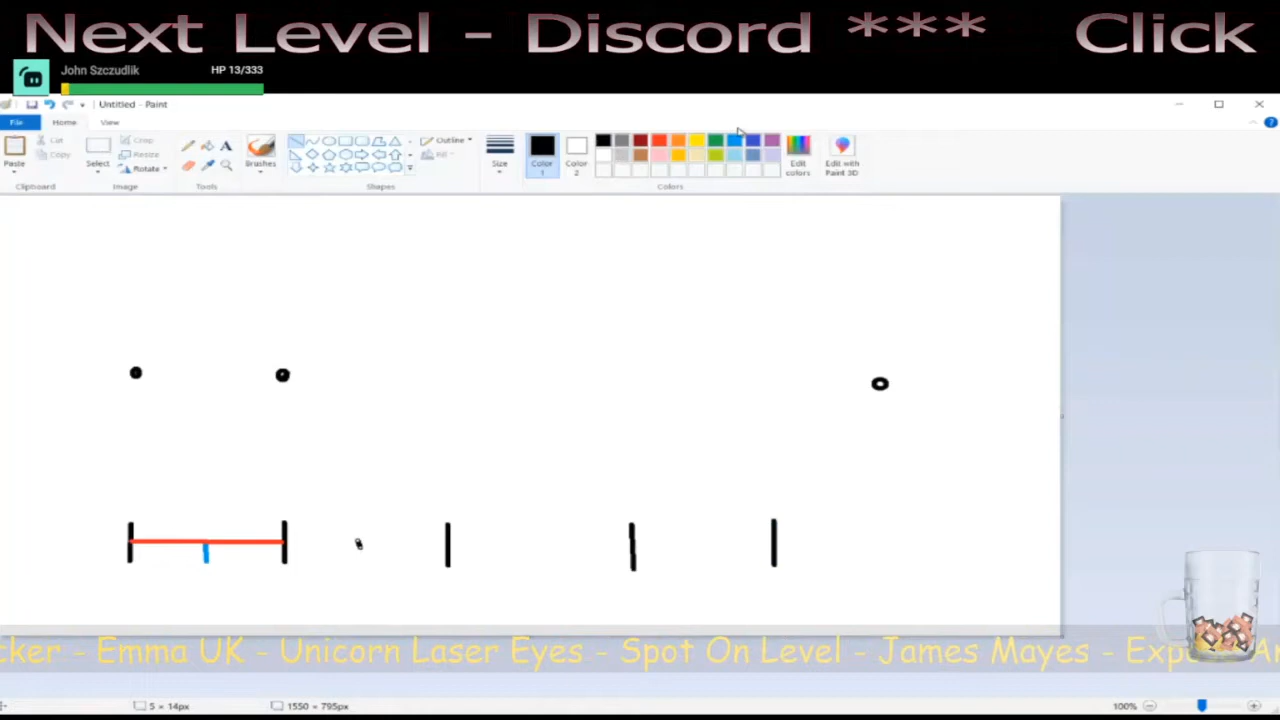 Next Level - Discord *** Click
John Szczudlik HP 13/333
Untitled - Paint
File Home View
Paste Cut Copy Select Crop Resize Rotate Brushes Outline Fill Size Color 1 Color 2 Edit colors Edit with Paint 3D
Clipboard Image Tools Shapes Colors
cker - Emma UK - Unicorn Laser Eyes - Spot On Level - James Mayes - Exp
5 × 14px 1550 × 795px 100%